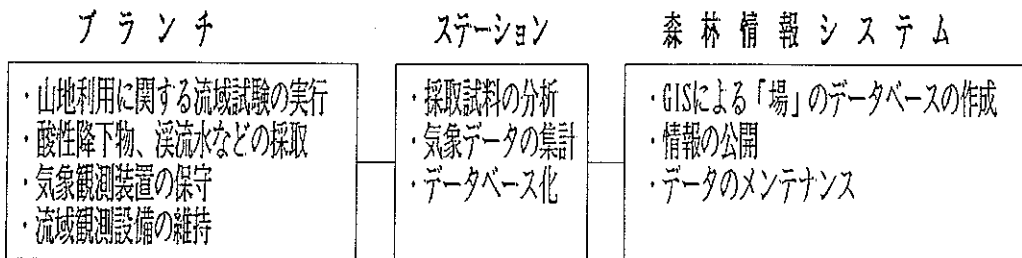 ブランチ
・山地利用に関する流域試験の実行
・酸性降下物、渓流水などの採取
・気象観測装置の保守
・流域観測設備の維持
ステーション
・採取試料の分析
・気象データの集計
・データベース化
森林情報システム
・GISによる「場」のデータベースの作成
・情報の公開
・データのメンテナンス